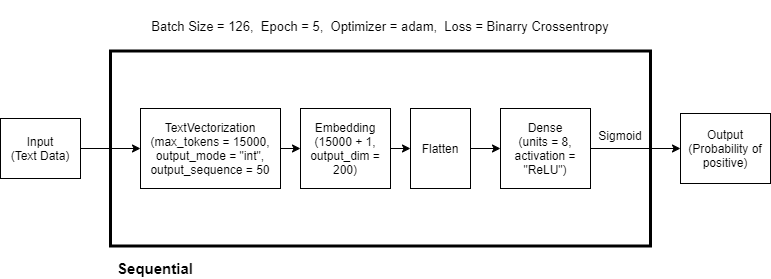 Batch Size = 126,  Epoch = 5,  Optimizer = adam,  Loss = Binarry Crossentropy
Input
(Text Data)
TextVectorization
(max_tokens = 15000,
output_mode = "int",
output_sequence = 50
Embedding
(15000 + 1,
output_dim =
200)
Flatten
Dense
(units = 8,
activation =
"ReLU")
Sigmoid
Output
(Probability of
positive)
Sequential